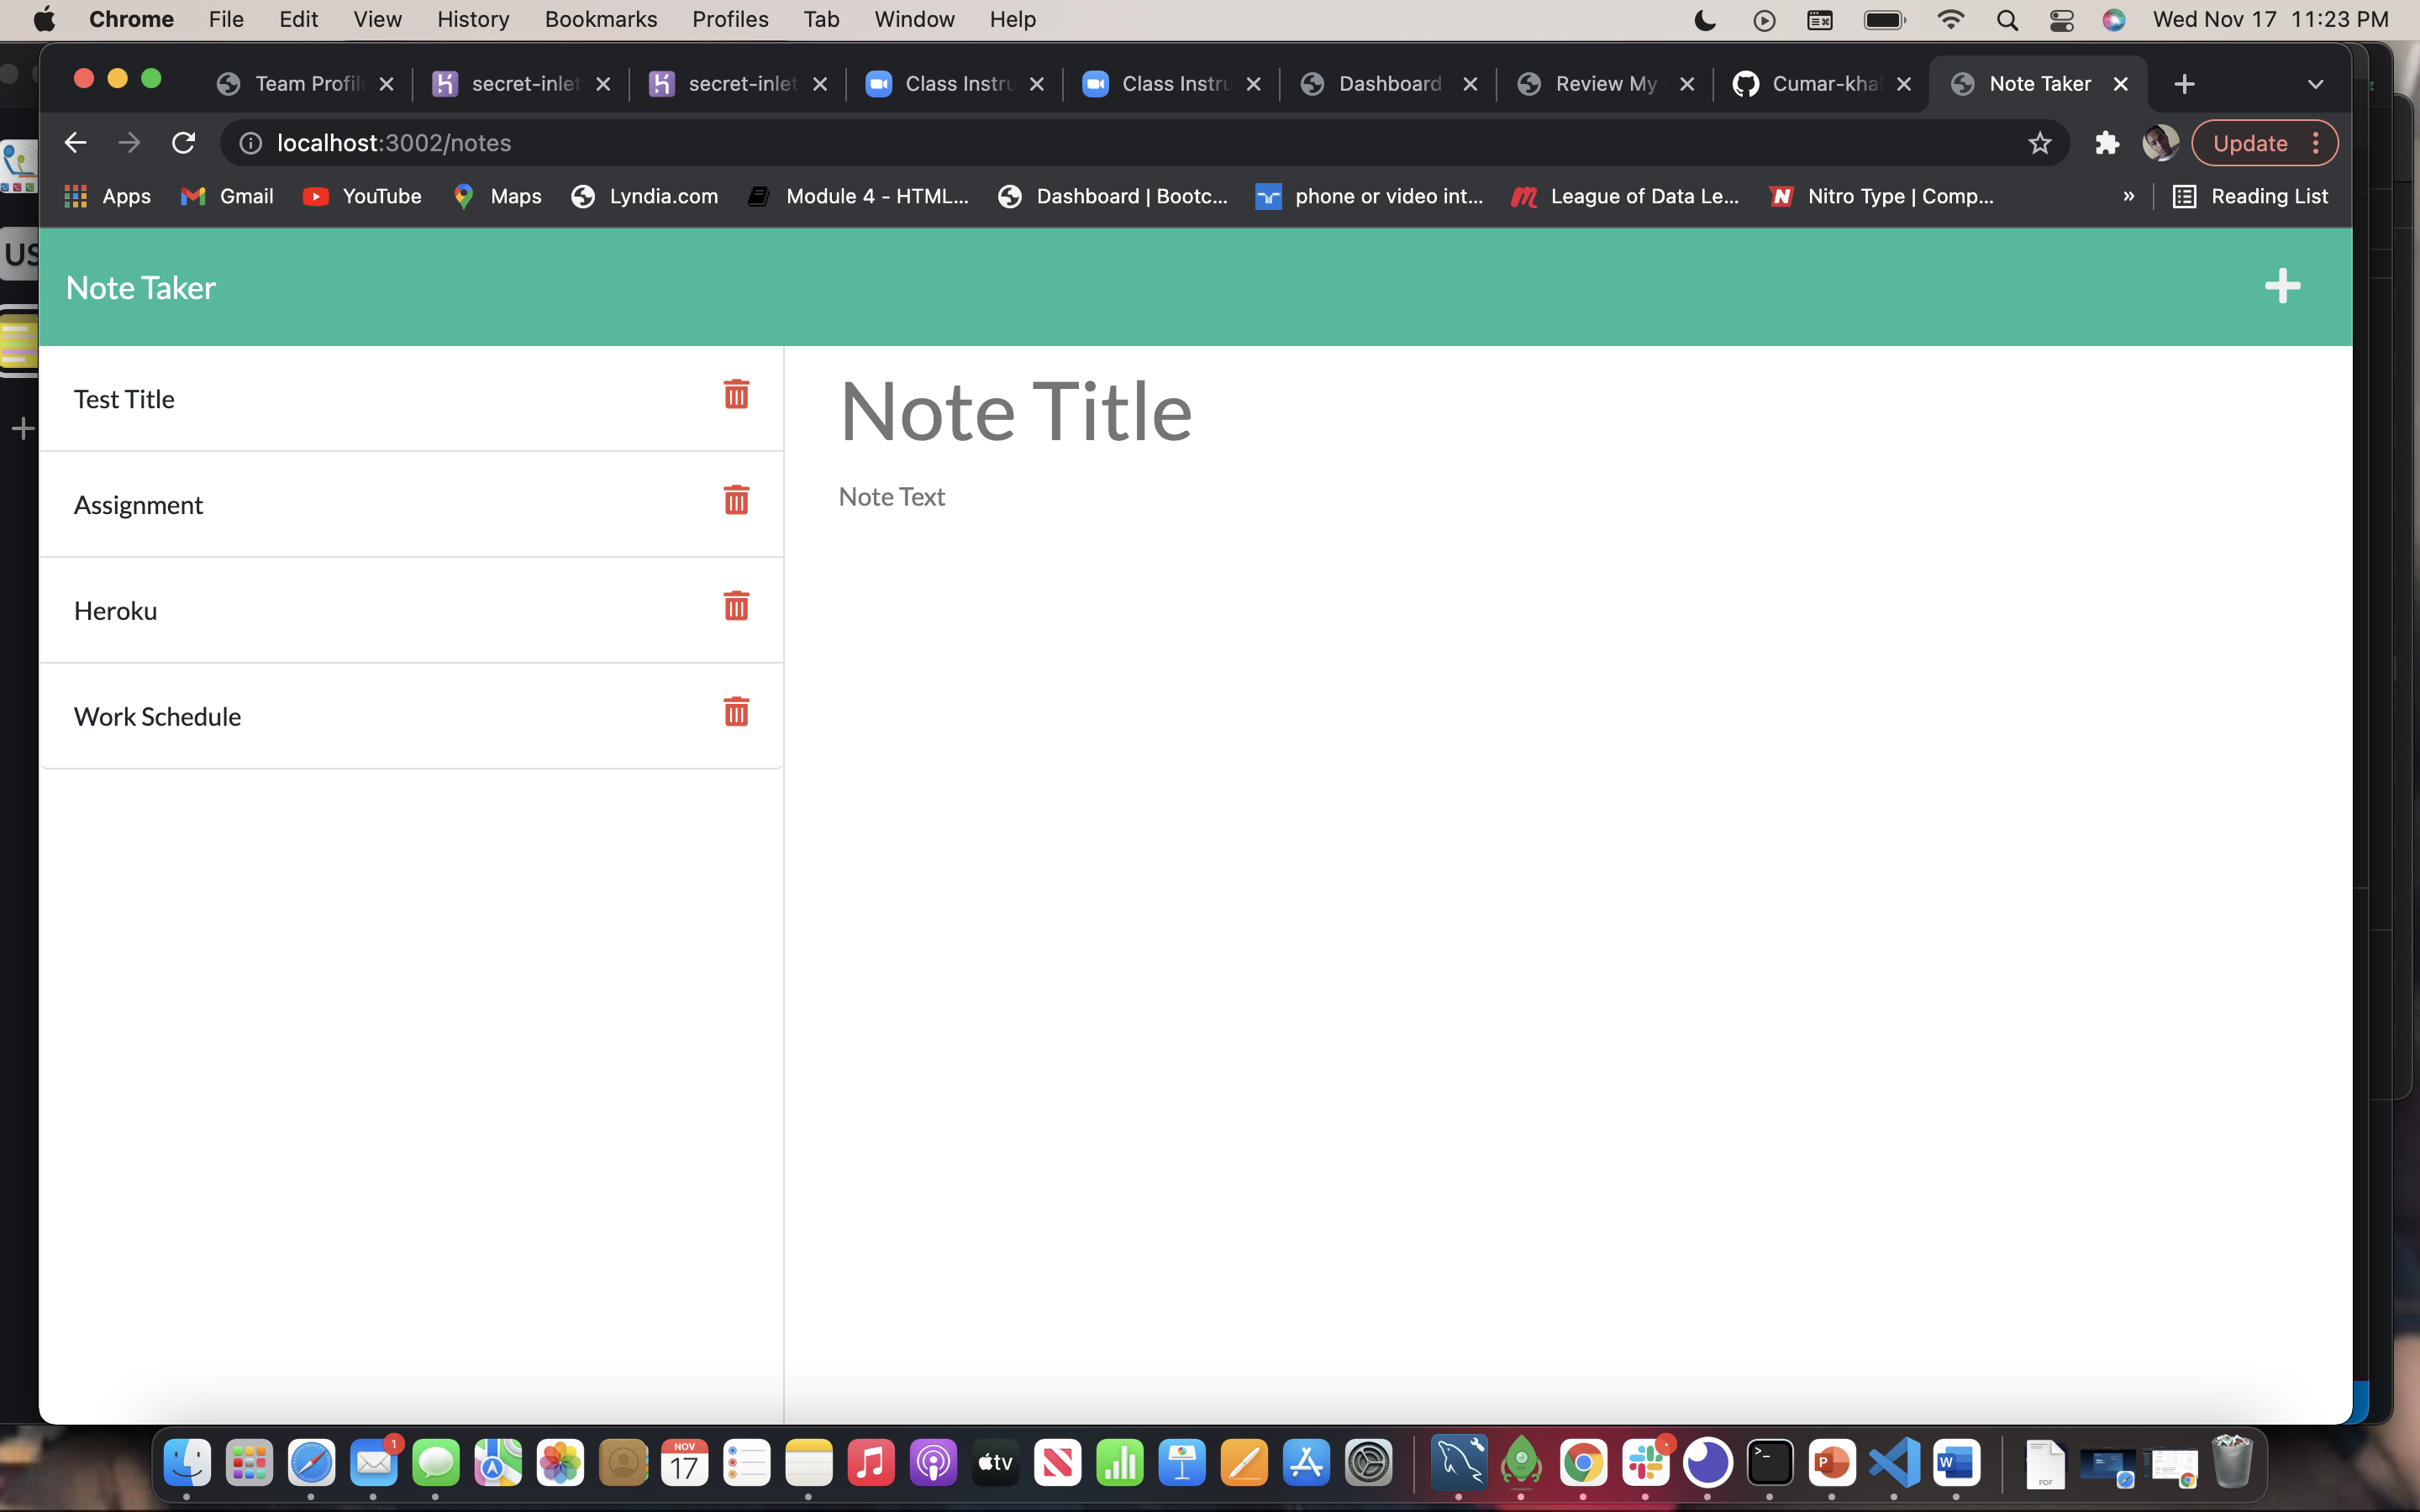 Chrome File Edit View History Bookmarks Profiles Tab Window Help Wed Nov 17 11:23 PM
Team Profil secret-inlet secret-inlet Class Instru Class Instru Dashboard Review My Cumar-kha Note Taker
localhost:3002/notes Update
Apps Gmail YouTube Maps Lyndia.com Module 4 - HTML... Dashboard | Bootc... phone or video int... League of Data Le... Nitro Type | Comp... » Reading List
US
Note Taker
Test Title
Note Title
Assignment
Note Text
Heroku
Work Schedule
1
NOV
17
tv
P
W
PDF